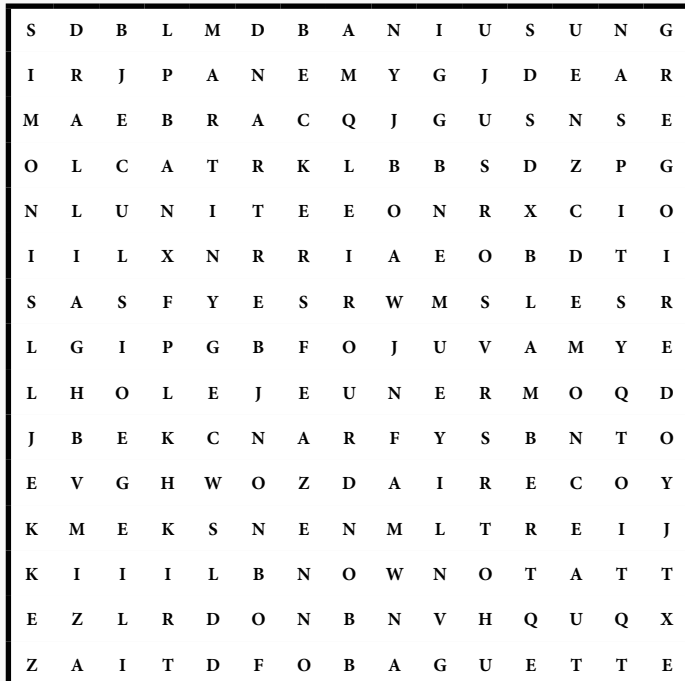 S D B L M D B A N I U S U N G
I R J P A N E M Y G J D E A R
M A E B R A C Q J G U S N S E
O L C A T R K L B B S D Z P G
N L U N I T E E O N R X C I O
I I L X N R R I A E O B D T I
S A S F Y E S R W M S L E S R
L G I P G B F O J U V A M Y E
L H O L E J E U N E R M O Q D
J B E K C N A R F Y S B N T O
E V G H W O Z D A I R E C O Y
K M E K S N E N M L T R E I J
K I I I L B N O W N O T A T T
E Z L R D O N B N V H Q U Q X
Z A I T D F O B A G U E T T E